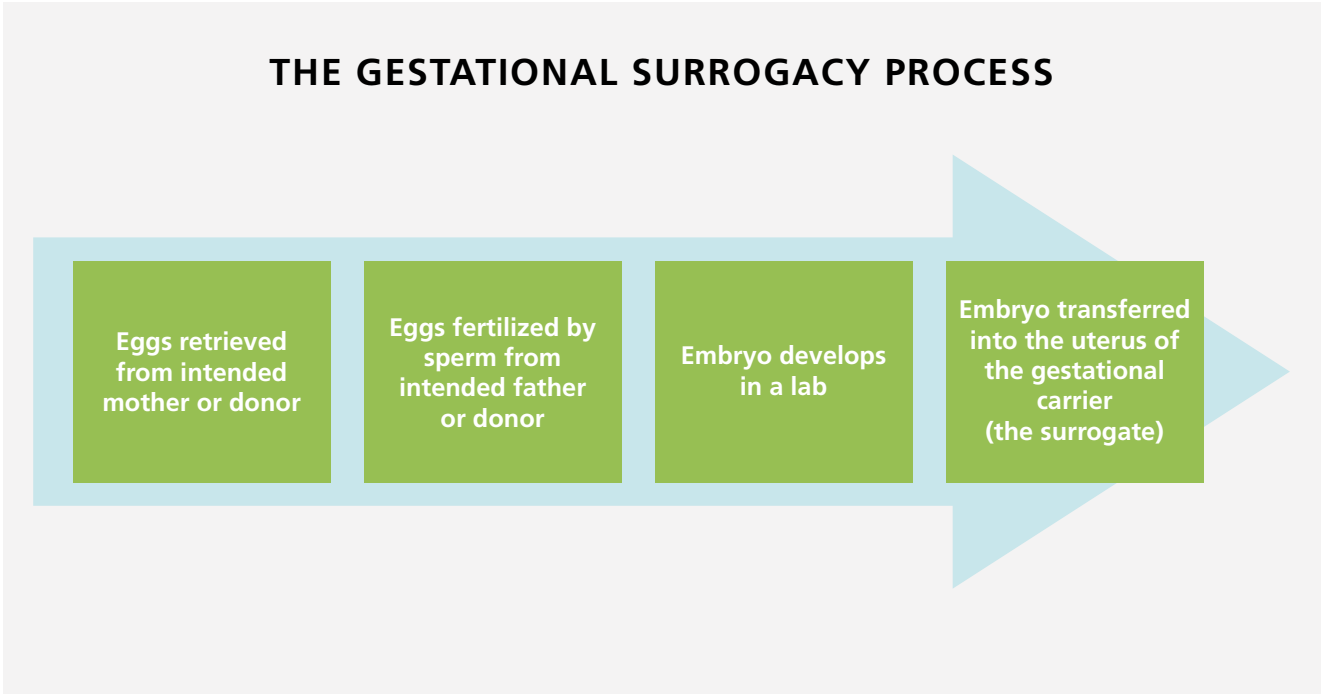 THE GESTATIONAL SURROGACY PROCESS
Eggs retrieved
from intended
mother or donor
Eggs fertilized by
sperm from
intended father
or donor
Embryo develops
in a lab
Embryo transferred
into the uterus of
the gestational
carrier
(the surrogate)